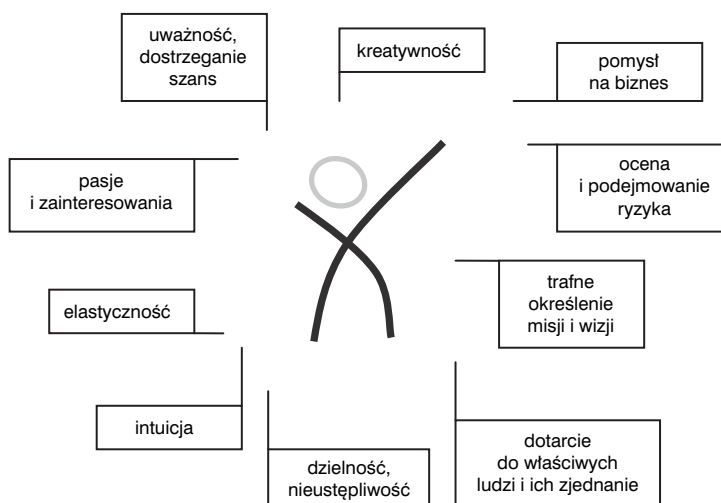 uważność,
dostrzeganie
szans
kreatywność
pomysł
na biznes
pasje
i zainteresowania
ocena
i podejmowanie
ryzyka
elastyczność
trafne
określenie
misji i wizji
intuicja
dzielność,
nieustępliwość
dotarcie
do właściwych
ludzi i ich zjednanie